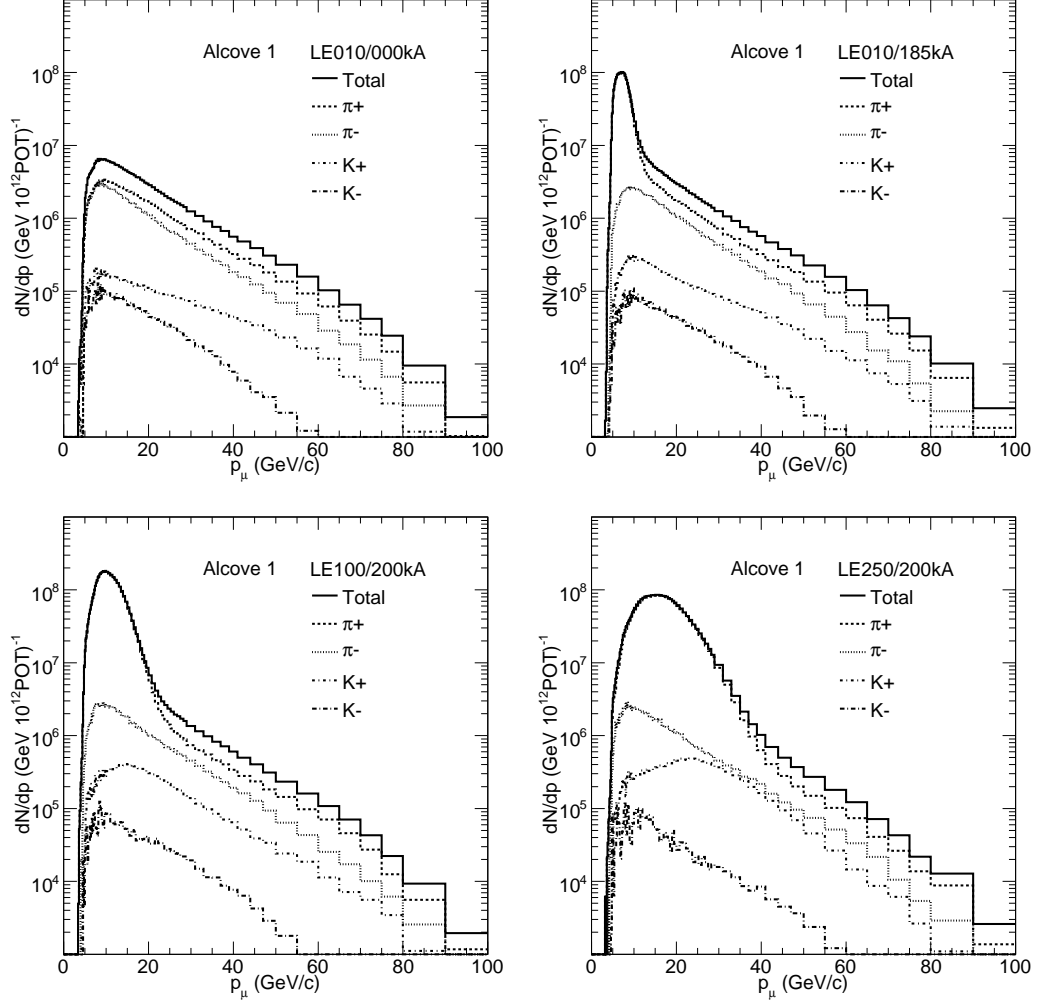 Alcove 1
LE010/000kA
Total
π+
π-
K+
K-
dN/dp (GeV 10^12POT)^-1
10^8
10^7
10^6
10^5
10^4
0 20 40 60 80 100
p_μ (GeV/c)
Alcove 1
LE010/185kA
Total
π+
π-
K+
K-
dN/dp (GeV 10^12POT)^-1
10^8
10^7
10^6
10^5
10^4
0 20 40 60 80 100
p_μ (GeV/c)
Alcove 1
LE100/200kA
Total
π+
π-
K+
K-
dN/dp (GeV 10^12POT)^-1
10^8
10^7
10^6
10^5
10^4
0 20 40 60 80 100
p_μ (GeV/c)
Alcove 1
LE250/200kA
Total
π+
π-
K+
K-
dN/dp (GeV 10^12POT)^-1
10^8
10^7
10^6
10^5
10^4
0 20 40 60 80 100
p_μ (GeV/c)